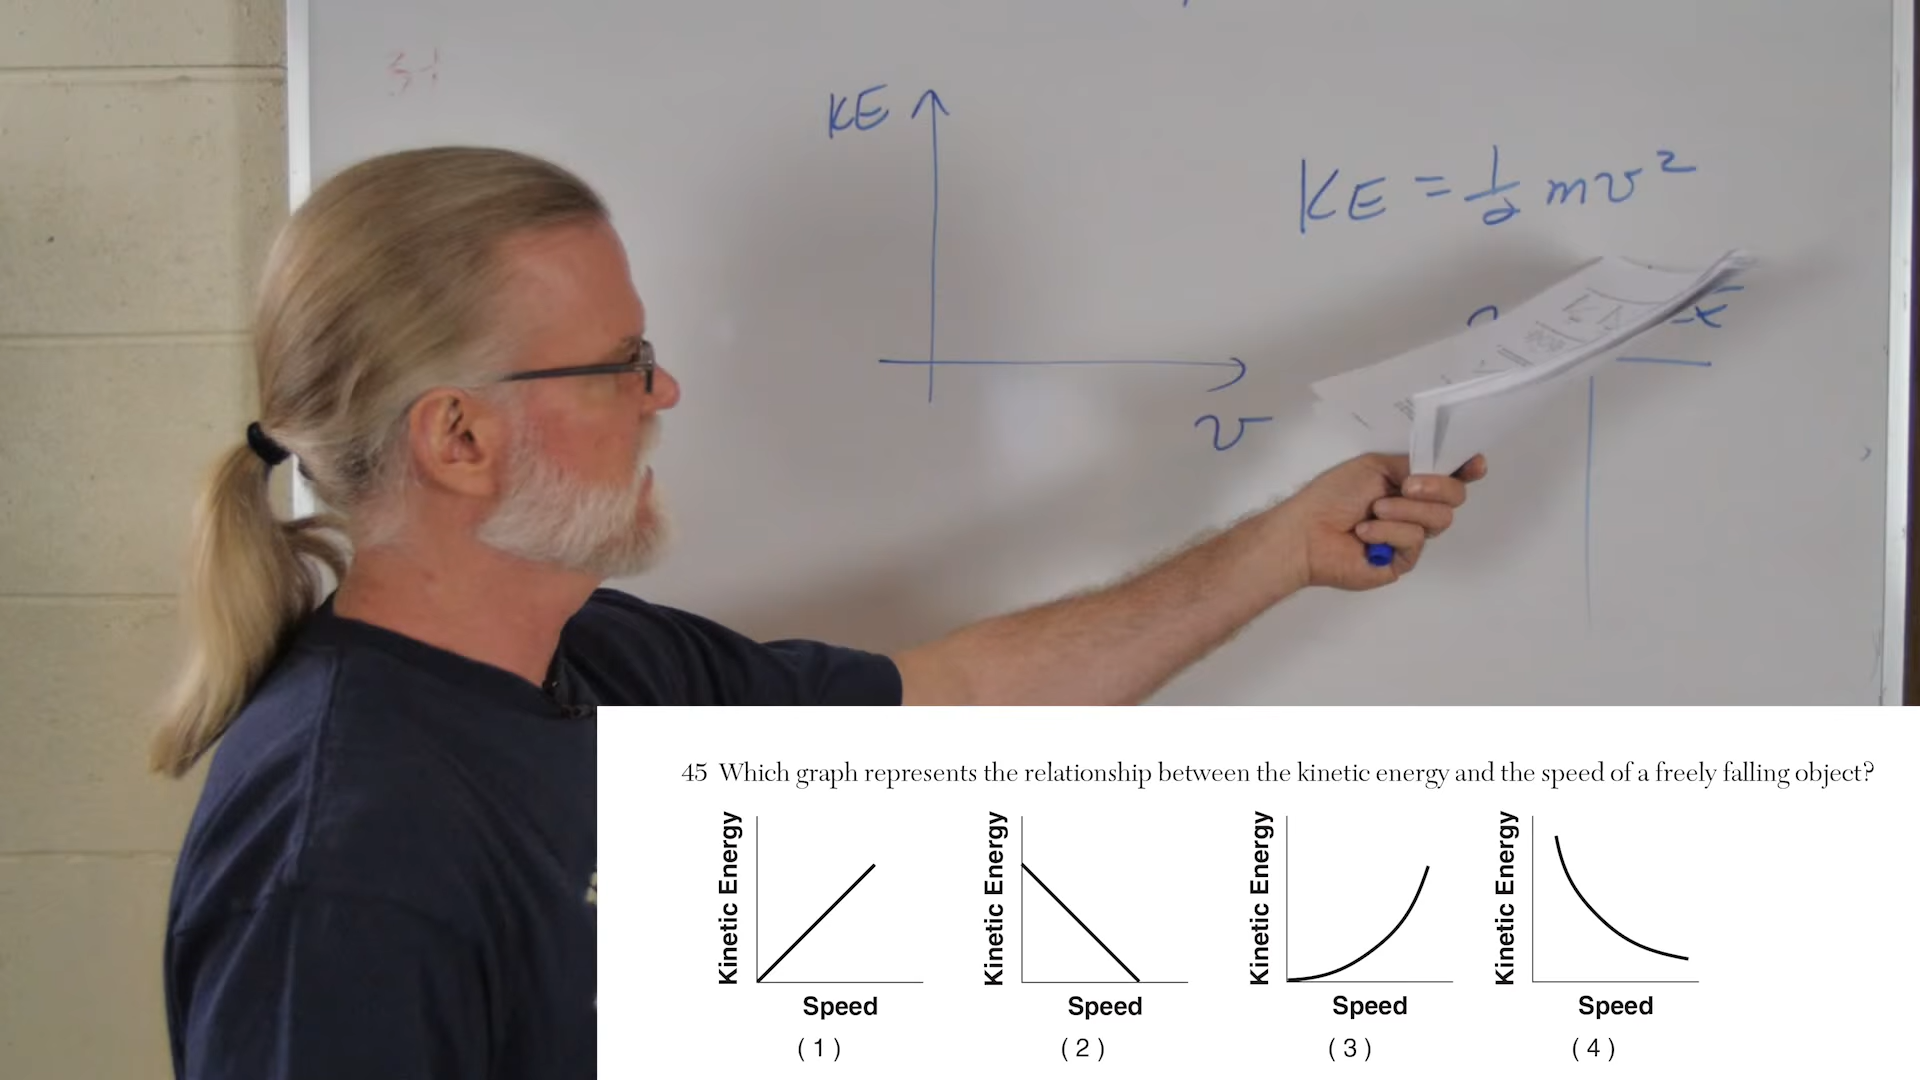 KE
KE = 1/2 mv²
v
45 Which graph represents the relationship between the kinetic energy and the speed of a freely falling object?
Kinetic Energy
Speed
(1)
Kinetic Energy
Speed
(2)
Kinetic Energy
Speed
(3)
Kinetic Energy
Speed
(4)